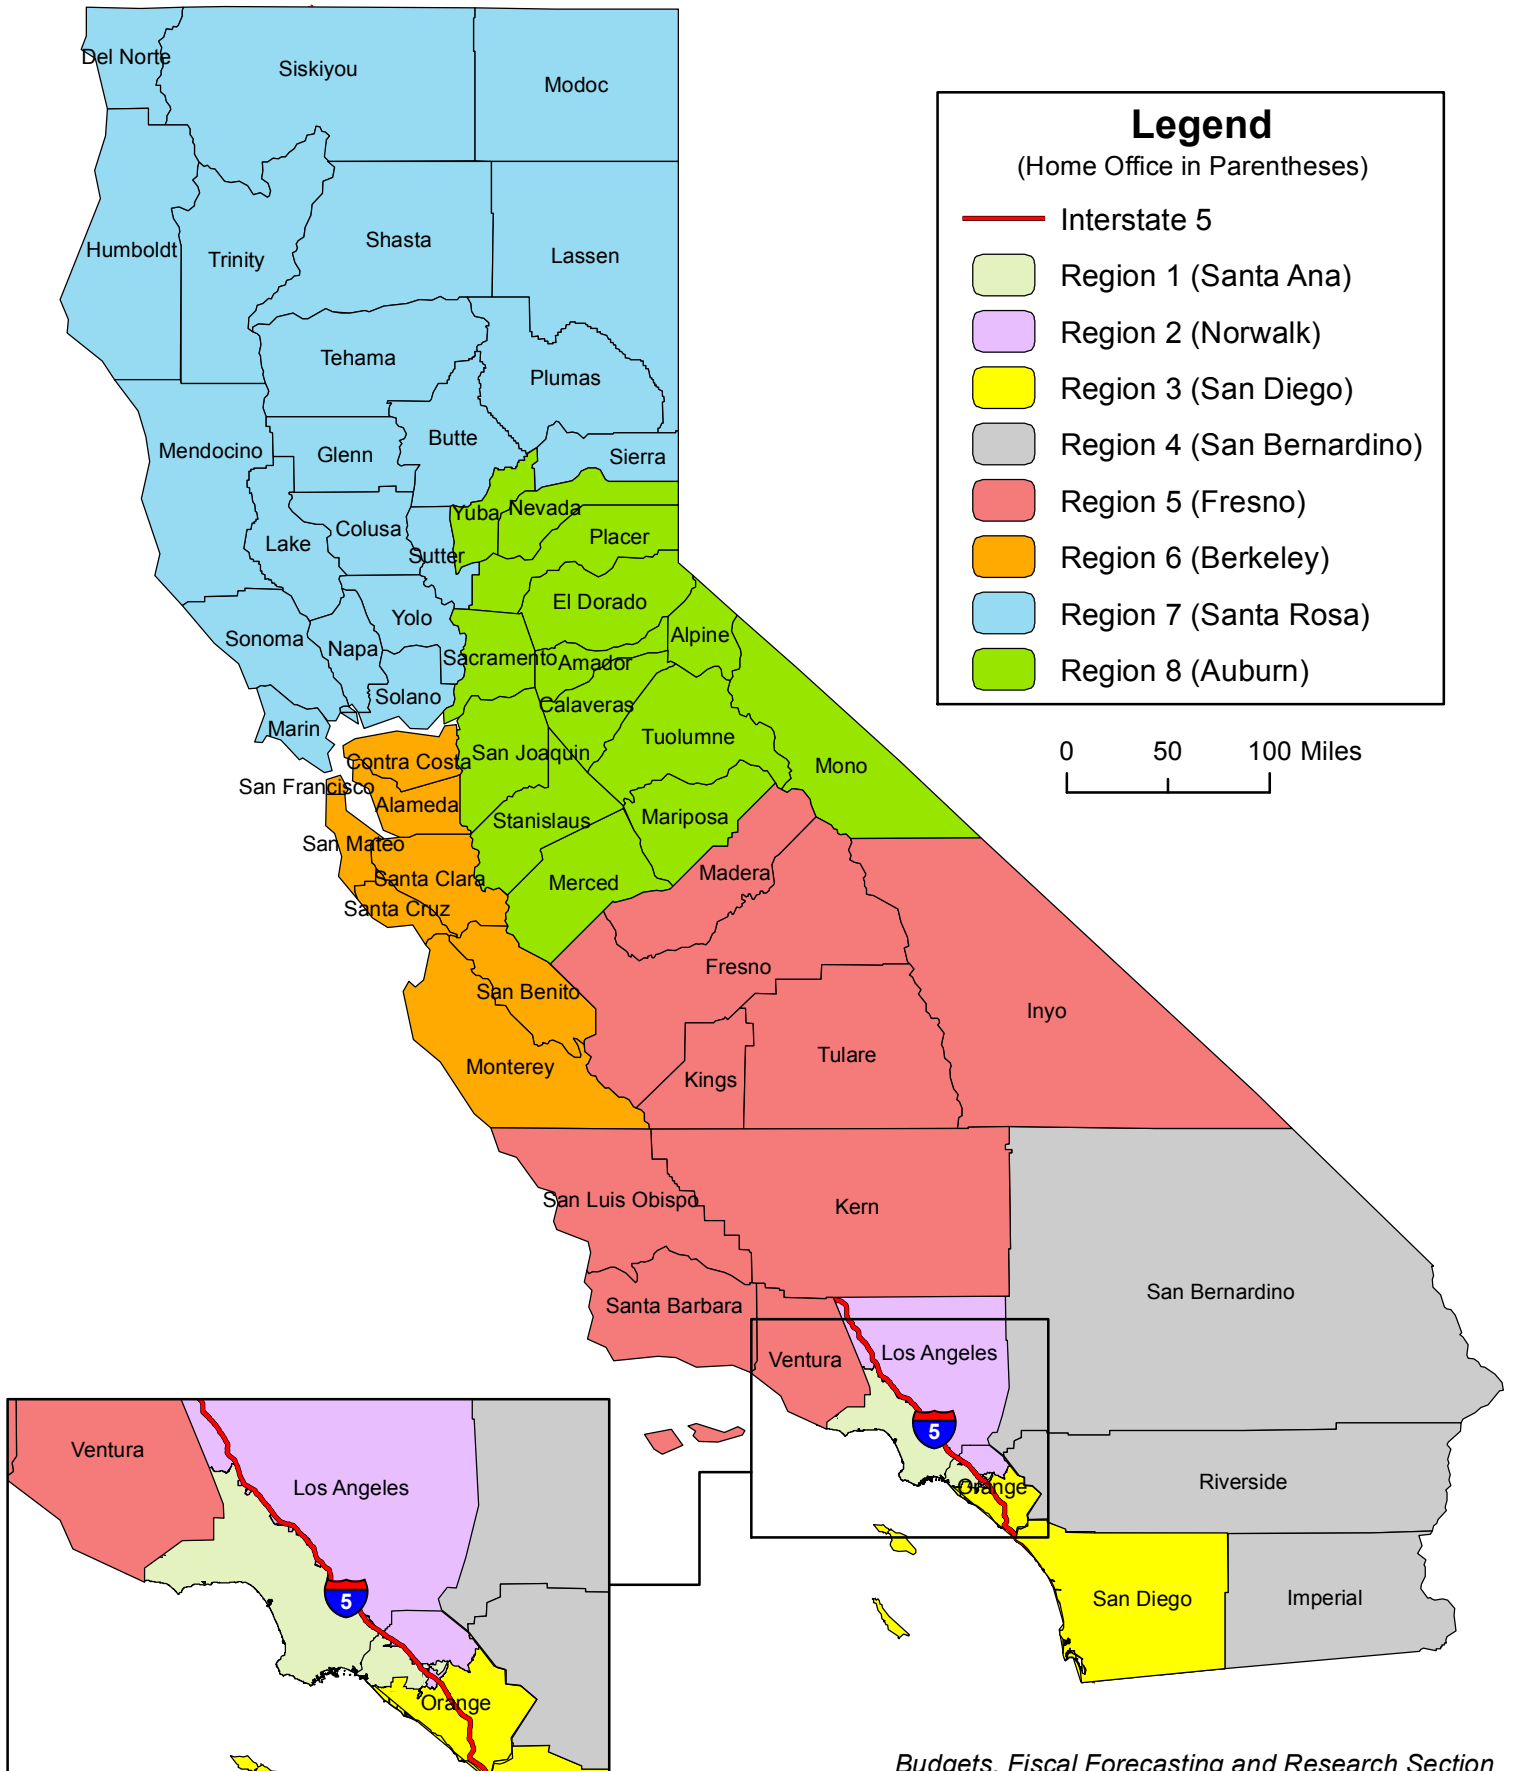 Del Norte
Siskiyou
Modoc
Humboldt
Trinity
Shasta
Lassen
Tehama
Plumas
Mendocino
Glenn
Butte
Sierra
Lake
Colusa
Sutter
Yuba
Nevada
Placer
Sonoma
Napa
Yolo
El Dorado
Alpine
Sacramento
Amador
Solano
Calaveras
Marin
San Joaquin
Tuolumne
Mono
Contra Costa
San Francisco
Alameda
Stanislaus
Mariposa
San Mateo
Santa Clara
Merced
Madera
Santa Cruz
Fresno
San Benito
Inyo
Monterey
Kings
Tulare
San Luis Obispo
Kern
San Bernardino
Santa Barbara
Ventura
Los Angeles
5
Orange
Riverside
San Diego
Imperial
Legend
(Home Office in Parentheses)
Interstate 5
Region 1 (Santa Ana)
Region 2 (Norwalk)
Region 3 (San Diego)
Region 4 (San Bernardino)
Region 5 (Fresno)
Region 6 (Berkeley)
Region 7 (Santa Rosa)
Region 8 (Auburn)
0 50 100 Miles
Ventura
Los Angeles
5
Orange
Budgets, Fiscal Forecasting and Research Section